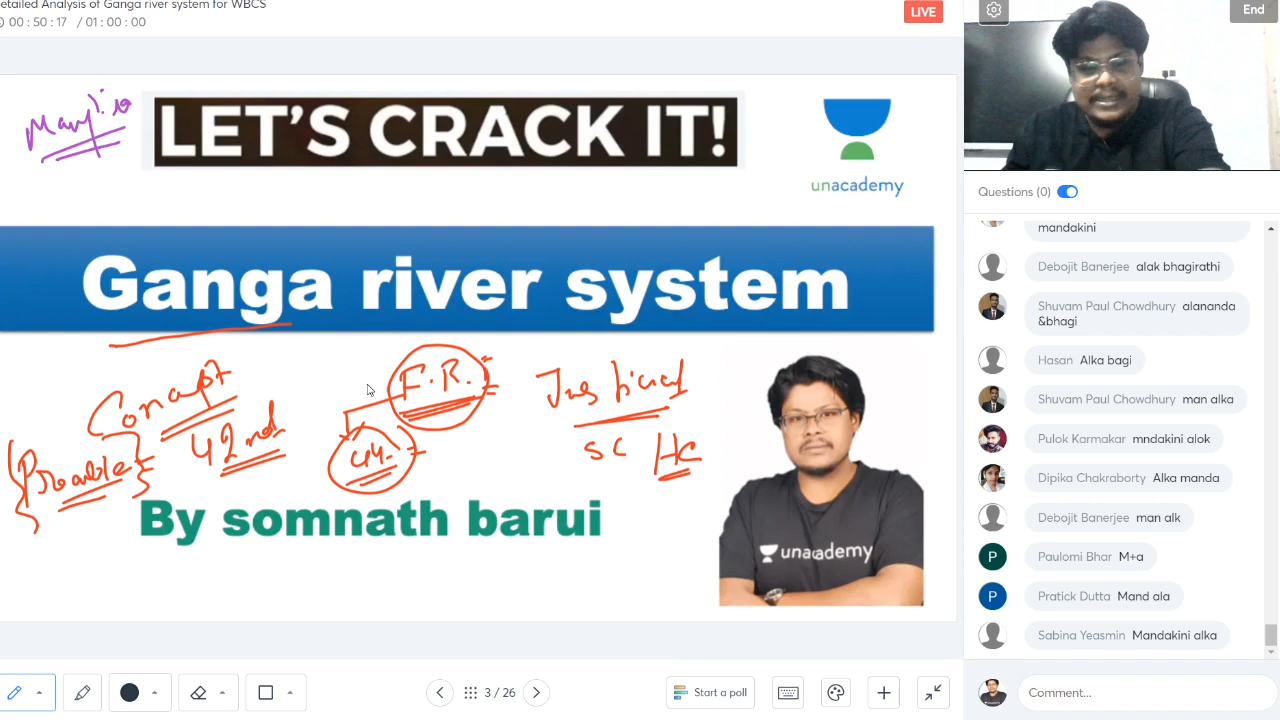 etailed Analysis of Ganga river system for WBCS
00 : 50 : 17 / 01 : 00 : 00
LIVE
End
LET'S CRACK IT!
unacademy
Ganga river system
Concept
42nd
F.R.
44
SC HC
By somnath barui
unacademy
3 / 26
Start a poll
Questions (0)
mandakini
Debojit Banerjee alak bhagirathi
Shuvam Paul Chowdhury alananda
&bhagi
Hasan Alka bagi
Shuvam Paul Chowdhury man alka
Pulok Karmakar mndakini alok
Dipika Chakraborty Alka manda
Debojit Banerjee man alk
P Paulomi Bhar M+a
P Pratick Dutta Mand ala
Sabina Yeasmin Mandakini alka
Comment...